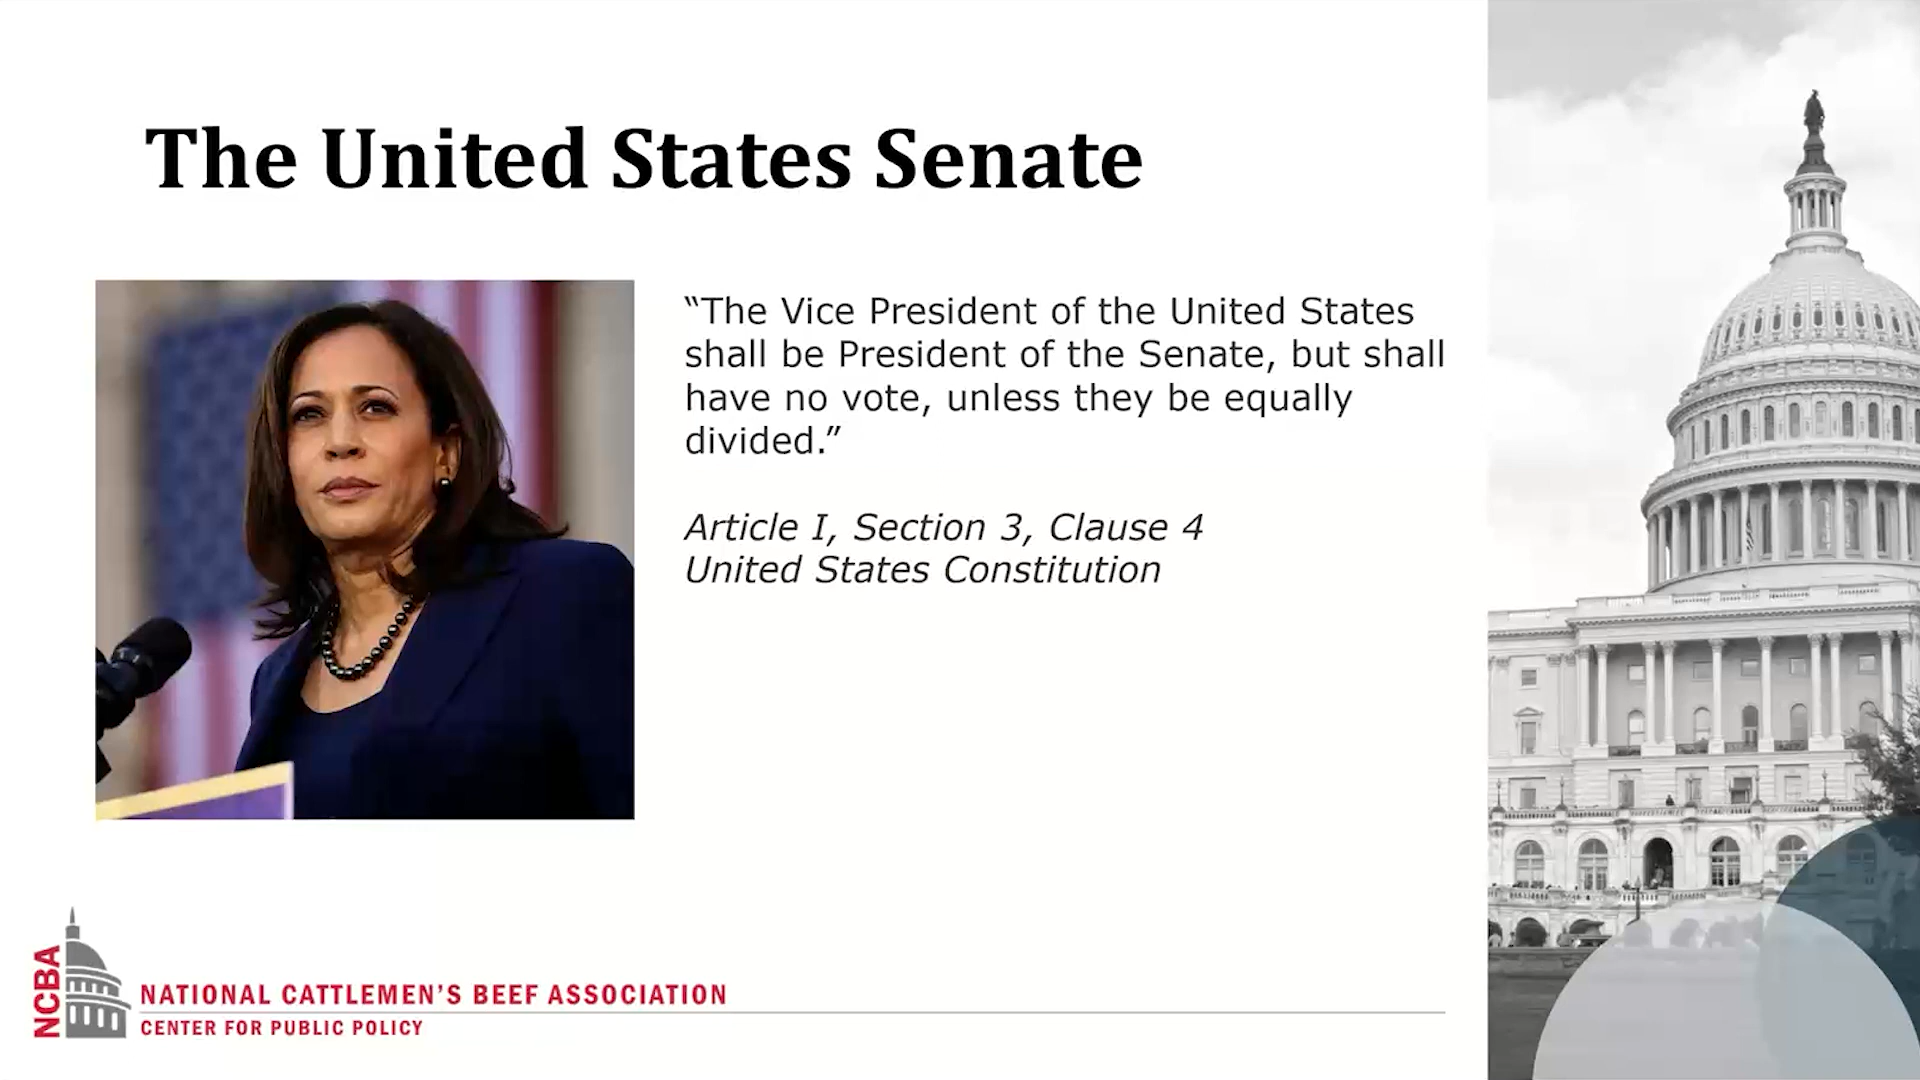 The United States Senate
“The Vice President of the United States
shall be President of the Senate, but shall
have no vote, unless they be equally
divided.”
Article I, Section 3, Clause 4
United States Constitution
NCBA
NATIONAL CATTLEMEN’S BEEF ASSOCIATION
CENTER FOR PUBLIC POLICY